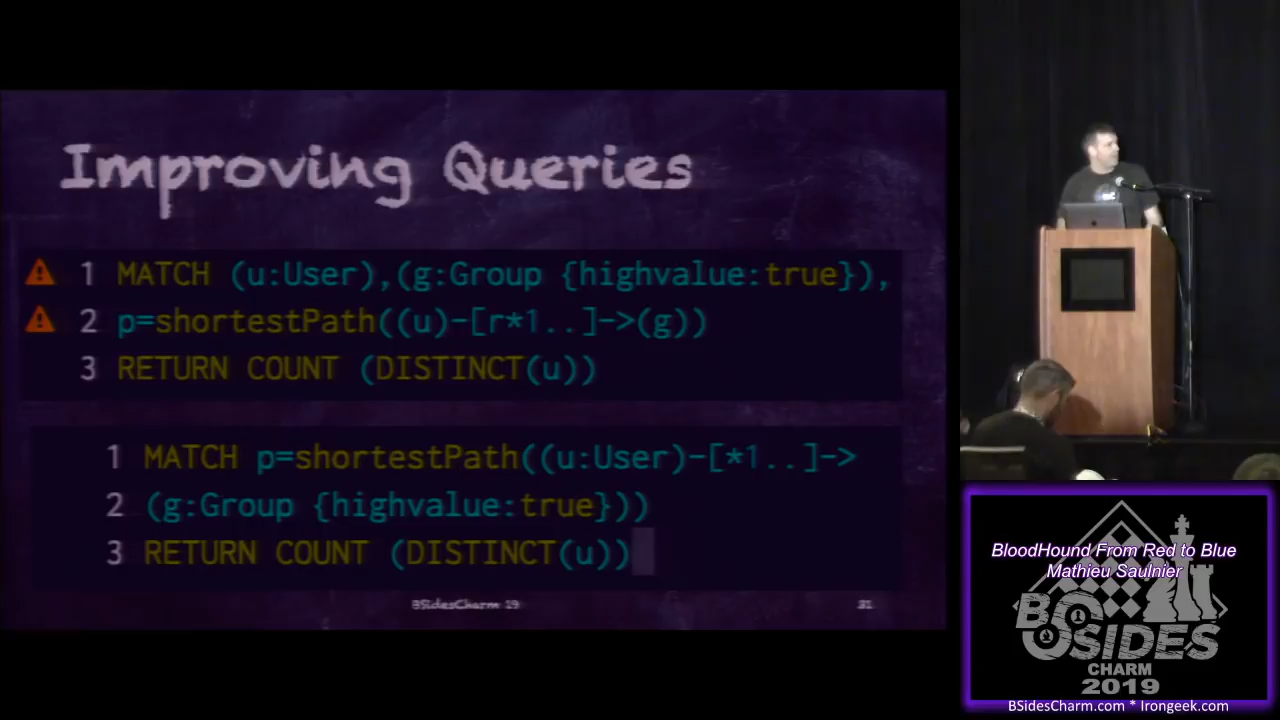 Improving Queries
1 MATCH (u:User),(g:Group {highvalue:true}),
2 p=shortestPath((u)-[r*1..]->(g))
3 RETURN COUNT (DISTINCT(u))
1 MATCH p=shortestPath((u:User)-[*1..]->
2 (g:Group {highvalue:true}))
3 RETURN COUNT (DISTINCT(u))
BSidesCharm 19
31
BloodHound From Red to Blue
Mathieu Saulnier
BSIDES
CHARM
2019
BSidesCharm.com * Irongeek.com